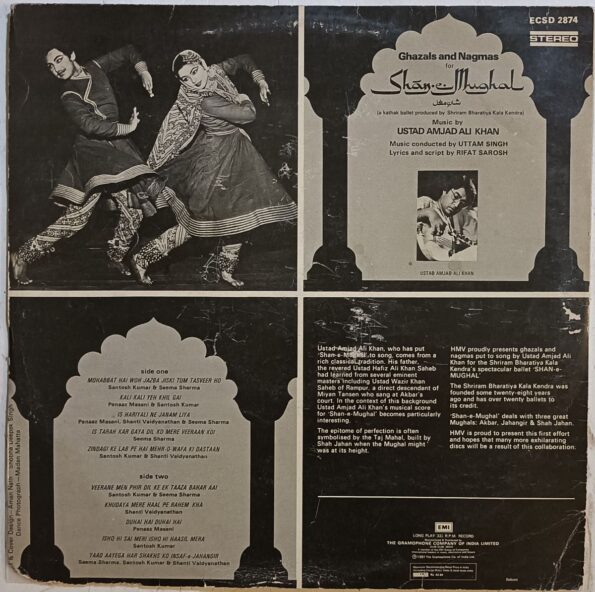 ECSD 2874
STEREO
Ghazals and Nagmas
for
Shān-e-Mughal
شان مغل
(a kathak ballet produced by Shriram Bharatiya Kala Kendra)
Music by
USTAD AMJAD ALI KHAN
Music conducted by UTTAM SINGH
Lyrics and script by RIFAT SAROSH
USTAD AMJAD ALI KHAN
side one
MOHABBAT HAI WOH JAZBA JISKI TUM TASVEER HO
Santosh Kumar & Seema Sharma
KALI KALI YEH KHIL GAI
Penaaz Masani & Santosh Kumar
IS HARIYALI NE JANAM LIYA
Penaz Masani, Shanti Vaidyanathan & Seema Sharma
IS TARAH KAR GAYA DIL KO MERE VEERAAN KOI
Seema Sharma
ZINDAGI KE LAB PE HAI MEHR-O-WAFA KI DASTAAN
Santosh Kumar & Shanti Vaidyanathan
side two
VEERANE MEN PHIR DIL KE EK TAAZA BAHAR AAI
Santosh Kumar & Seema Sharma
KHUDAYA MERE HAAL PE RAHEM KHA
Shanti Vaidyanathan
DUHAI HAI DUHAI HAI
Penaaz Masani
ISHQ HI SAI MERI ISHQ HI HAASIL MERA
Santosh Kumar
YAAD AAYEGA HAR SHAKHS KO INSAF-e-JAHANGIR
Seema Sharma, Santosh Kumar & Shanti Vaidyanathan
Cover Design - Aman Nath
Singh
Dance Photograph - Madan Mahatta
Ustad Amjad Ali Khan, who has put
'Shan-e-Mughal' to song, comes from a
rich classical tradition. His father,
the revered Ustad Hafiz Ali Khan Saheb
had learned from several eminent
masters including Ustad Wazir Khan
Saheb of Rampur, a direct descendant of
Miyan Tansen who sang at Akbar's
court. In the context of this background
Ustad Amjad Ali Khan's musical score
for 'Shan-e-Mughal' becomes particularly
interesting.
The epitome of perfection is often
symbolised by the Taj Mahal, built by
Shah Jahan when the Mughal might
was at its height.
HMV proudly presents ghazals and
nagmas put to song by Ustad Amjad Ali
Khan for the Shriram Bharatiya Kala
Kendra's spectacular ballet 'SHAN-e-
MUGHAL'
The Shriram Bharatiya Kala Kendra was
founded some twenty-eight years
ago and has over twenty ballets to
its credit.
'Shan-e-Mughal' deals with three great
Mughals: Akbar, Jahangir & Shah Jahan.
HMV is proud to present this first effort
and hopes that many more exhilarating
discs will be a result of this collaboration.
EMI
LONG PLAY 33⅓ R.P.M. RECORD
THE GRAMOPHONE COMPANY OF INDIA LIMITED